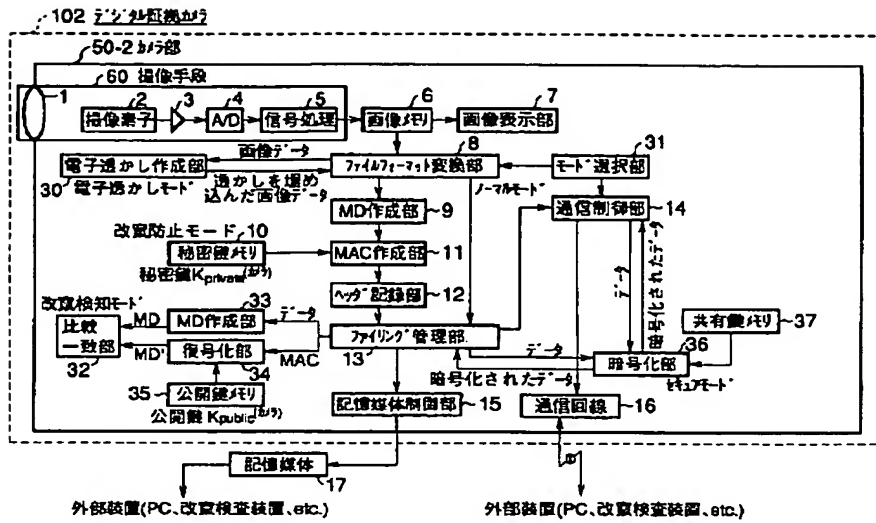 102 デジタル証拠カメラ
50-2 カメラ部
60 撮像手段
1
2
3
4
5
6
7
撮像素子
A/D
信号処理
画像メモリ
画像表示部
8
31
画像データ
電子透かし作成部
ファイルフォーマット変換部
モード選択部
30 電子透かしモード
透かしを埋め
込んだ画像データ
ノーマルモード
MD作成部
9
通信制御部
14
改竄防止モード
10
秘密鍵メモリ
MAC作成部
11
秘密鍵Kprivate(カメラ)
ヘッダ記録部
12
データ
暗号化されたデータ
改竄検知モード
33
比較
一致部
MD
MD作成部
データ
ファイリング管理部
共有鍵メモリ
37
32
MD'
復号化部
34
MAC
13
データ
36
暗号化部
暗号化されたデータ
セキュアモード
35
公開鍵メモリ
公開鍵Kpublic(カメラ)
記憶媒体制御部
15
通信回線
16
記憶媒体
17
外部装置(PC、改竄検査装置、etc.)
外部装置(PC、改竄検査装置、etc.)